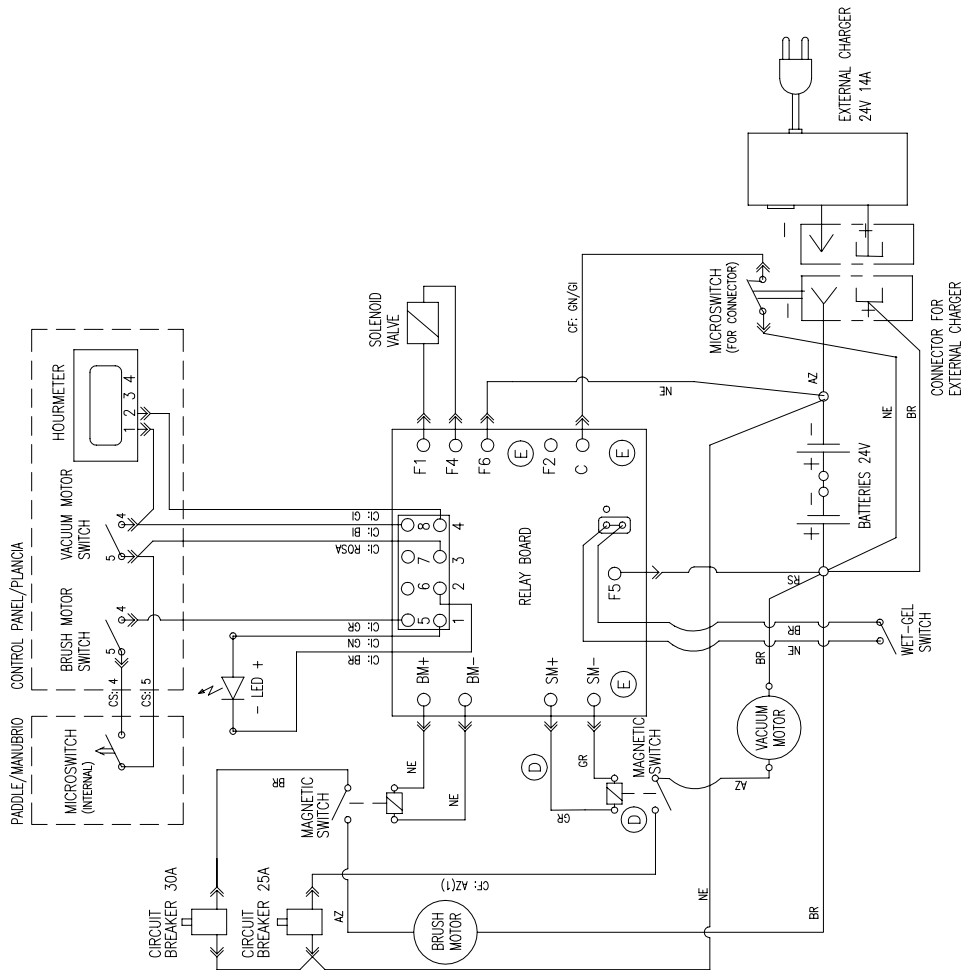 PADDLE/MANUBRIO
MICROSWITCH
(INTERNAL)
CONTROL PANEL/PLANCIA
BRUSH MOTOR
SWITCH
5
4
VACUUM MOTOR
SWITCH
5
4
HOURMETER
1 2 3 4
CS: 4
CS: 5
- LED +
CI: BR
CI: GN
CI: GR
CI: ROSA
CI: BI
CI: GI
5 6 7 8
1 2 3 4
RELAY BOARD
BM+
BM-
SM+
SM-
F1
F4
F6
F2
C
F5
E
E
E
D
D
SOLENOID
VALVE
CF: GN/GI
MICROSWITCH
(FOR CONNECTOR)
EXTERNAL CHARGER
24V 14A
-
+
-
+
CONNECTOR FOR
EXTERNAL CHARGER
NE
AZ
NE
BR
+ - + -
BATTERIES 24V
RS
BR
NE
WET-GEL
SWITCH
BR
VACUUM
MOTOR
AZ
NE
NE
GR
GR
MAGNETIC
SWITCH
MAGNETIC
SWITCH
BR
CIRCUIT
BREAKER 30A
CIRCUIT
BREAKER 25A
AZ
CF: AZ(1)
BRUSH
MOTOR
NE
BR